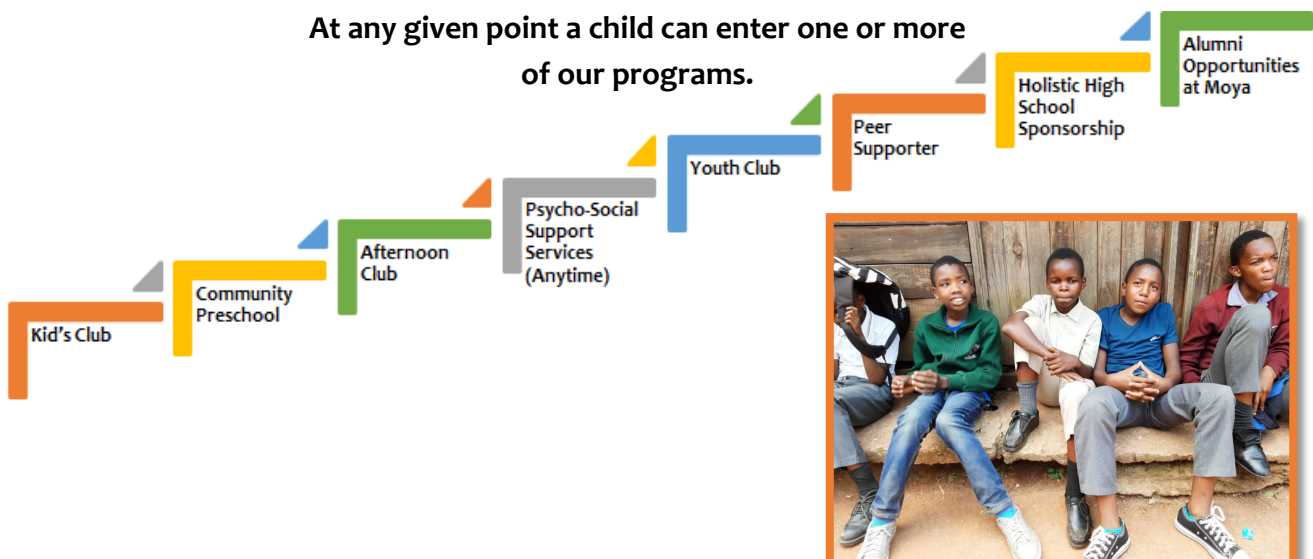 At any given point a child can enter one or more
of our programs.
Kid's Club
Community
Preschool
Afternoon
Club
Psycho-Social
Support
Services
(Anytime)
Youth Club
Peer
Supporter
Holistic High
School
Sponsorship
Alumni
Opportunities
at Moya